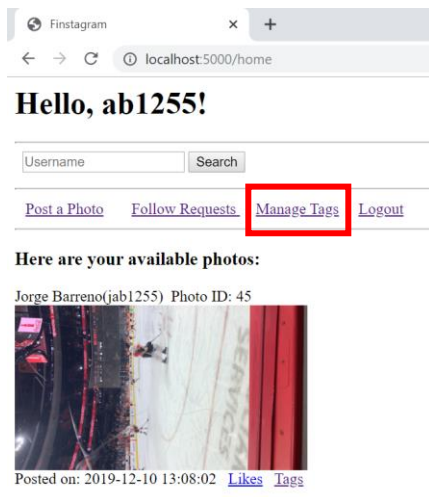 Finstagram
localhost:5000/home
Hello, ab1255!
Username Search
Post a Photo Follow Requests Manage Tags Logout
Here are your available photos:
Jorge Barreno(jab1255) Photo ID: 45
SERVICES
Posted on: 2019-12-10 13:08:02 Likes Tags